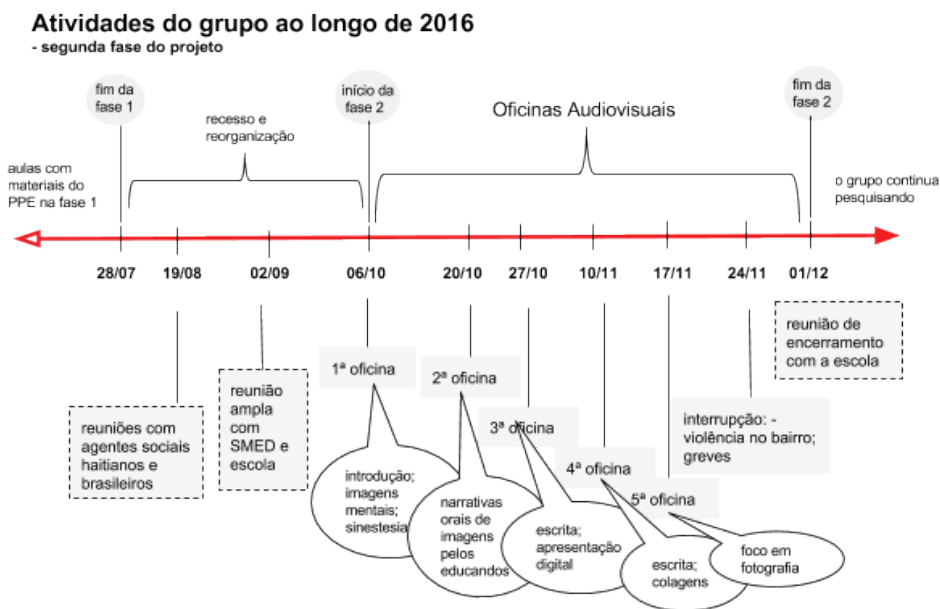 Atividades do grupo ao longo de 2016
- segunda fase do projeto
fim da
fase 1
recesso e
reorganização
início da
fase 2
Oficinas Audiovisuais
fim da
fase 2
aulas com
materiais do
PPE na fase 1
o grupo continua
pesquisando
28/07
19/08
02/09
06/10
20/10
27/10
10/11
17/11
24/11
01/12
reuniões com
agentes sociais
haitianos e
brasileiros
reunião
ampla
com
SMED e
escola
1ª oficina
introdução;
imagens
mentais;
sinestesia
2ª oficina
narrativas
orais de
imagens
pelos
educandos
3ª oficina
escrita;
apresentação
digital
4ª oficina
escrita;
colagens
5ª oficina
foco em
fotografia
interrupção: -
violência no bairro;
greves
reunião de
encerramento
com a escola